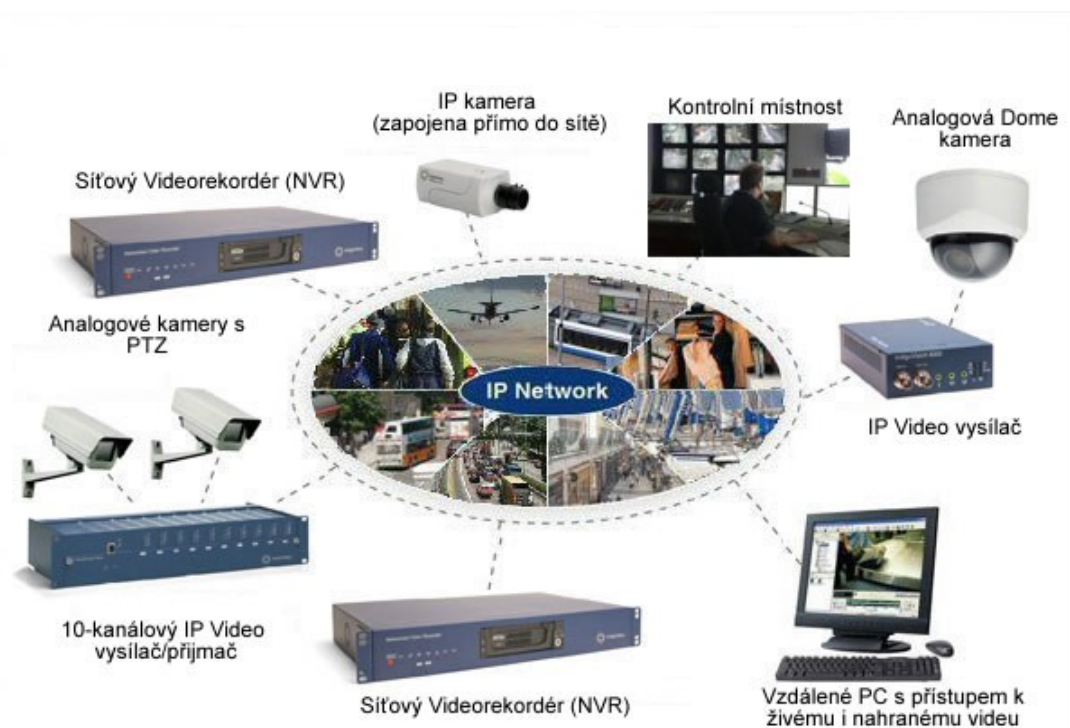 IP kamera
(zapojena přímo do sítě)
Kontrolní místnost
Analogová Dome
kamera
Síťový Videorekordér (NVR)
Analogové kamery s
PTZ
IP Network
IP Video vysílač
10-kanálový IP Video
vysílač/přijmač
Síťový Videorekordér (NVR)
Vzdálené PC s přístupem k
živému i nahranému videu